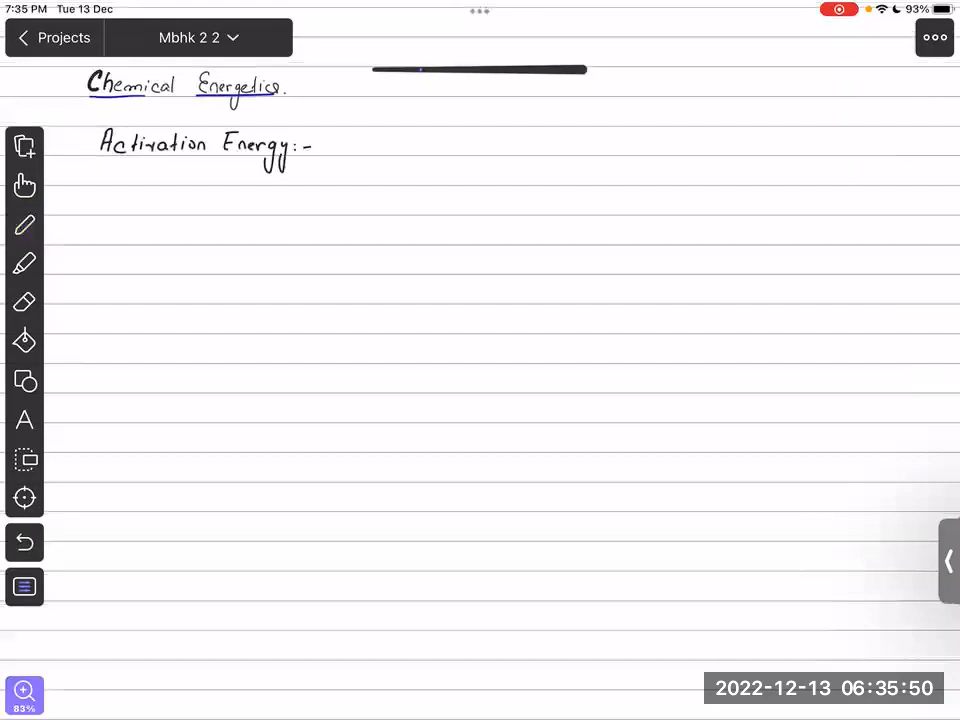 7:35 PM Tue 13 Dec
93%
Projects
Mbhk 2 2
Chemical Energetics.
Activation Energy:-
A
83%
2022-12-13 06:35:50